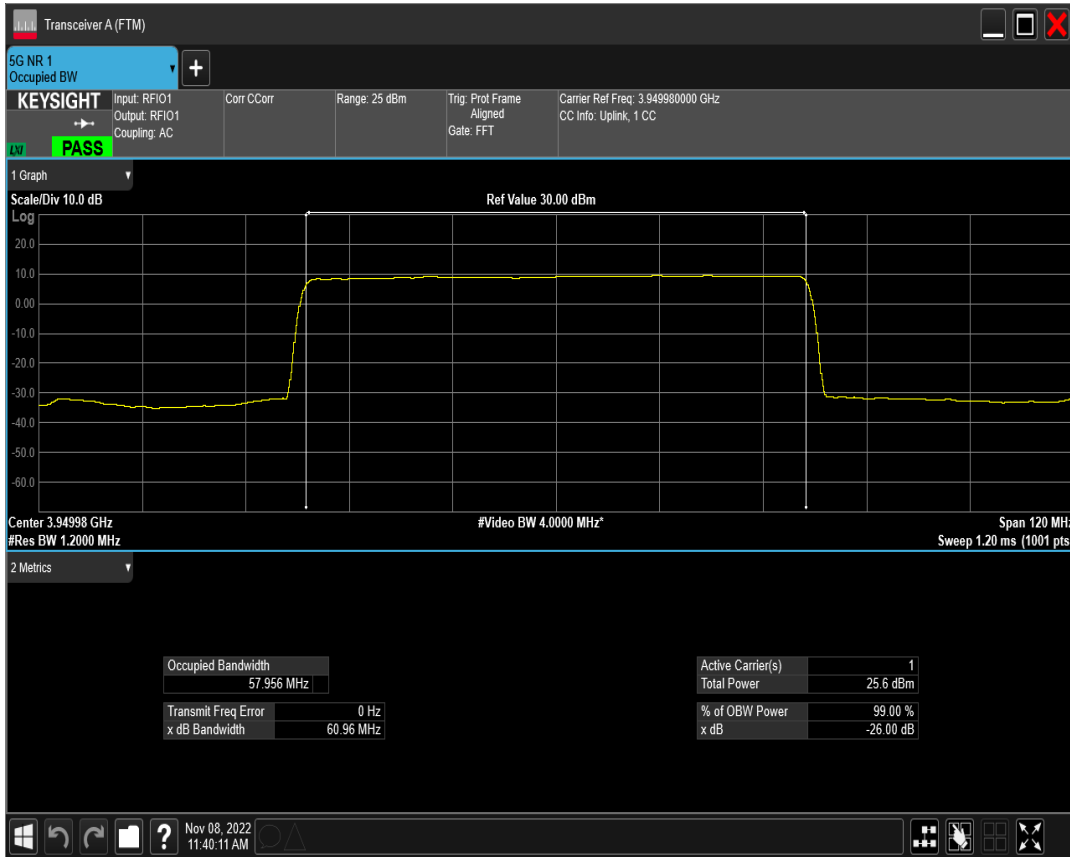 Transceiver A (FTM)
5G NR 1
Occupied BW
+
KEYSIGHT
LXI
PASS
Input: RFIO1
Output: RFIO1
Coupling: AC
Corr CCorr
Range: 25 dBm
Trig: Prot Frame
Aligned
Gate: FFT
Carrier Ref Freq: 3.949980000 GHz
CC Info: Uplink, 1 CC
1 Graph
Scale/Div 10.0 dB
Ref Value 30.00 dBm
Log
20.0
10.0
0.00
-10.0
-20.0
-30.0
-40.0
-50.0
-60.0
Center 3.94998 GHz
#Video BW 4.0000 MHz*
Span 120 MHz
#Res BW 1.2000 MHz
Sweep 1.20 ms (1001 pts
2 Metrics
Occupied Bandwidth
57.956 MHz
Transmit Freq Error 0 Hz
x dB Bandwidth 60.96 MHz
Active Carrier(s) 1
Total Power 25.6 dBm
% of OBW Power 99.00 %
x dB -26.00 dB
?
Nov 08, 2022
11:40:11 AM